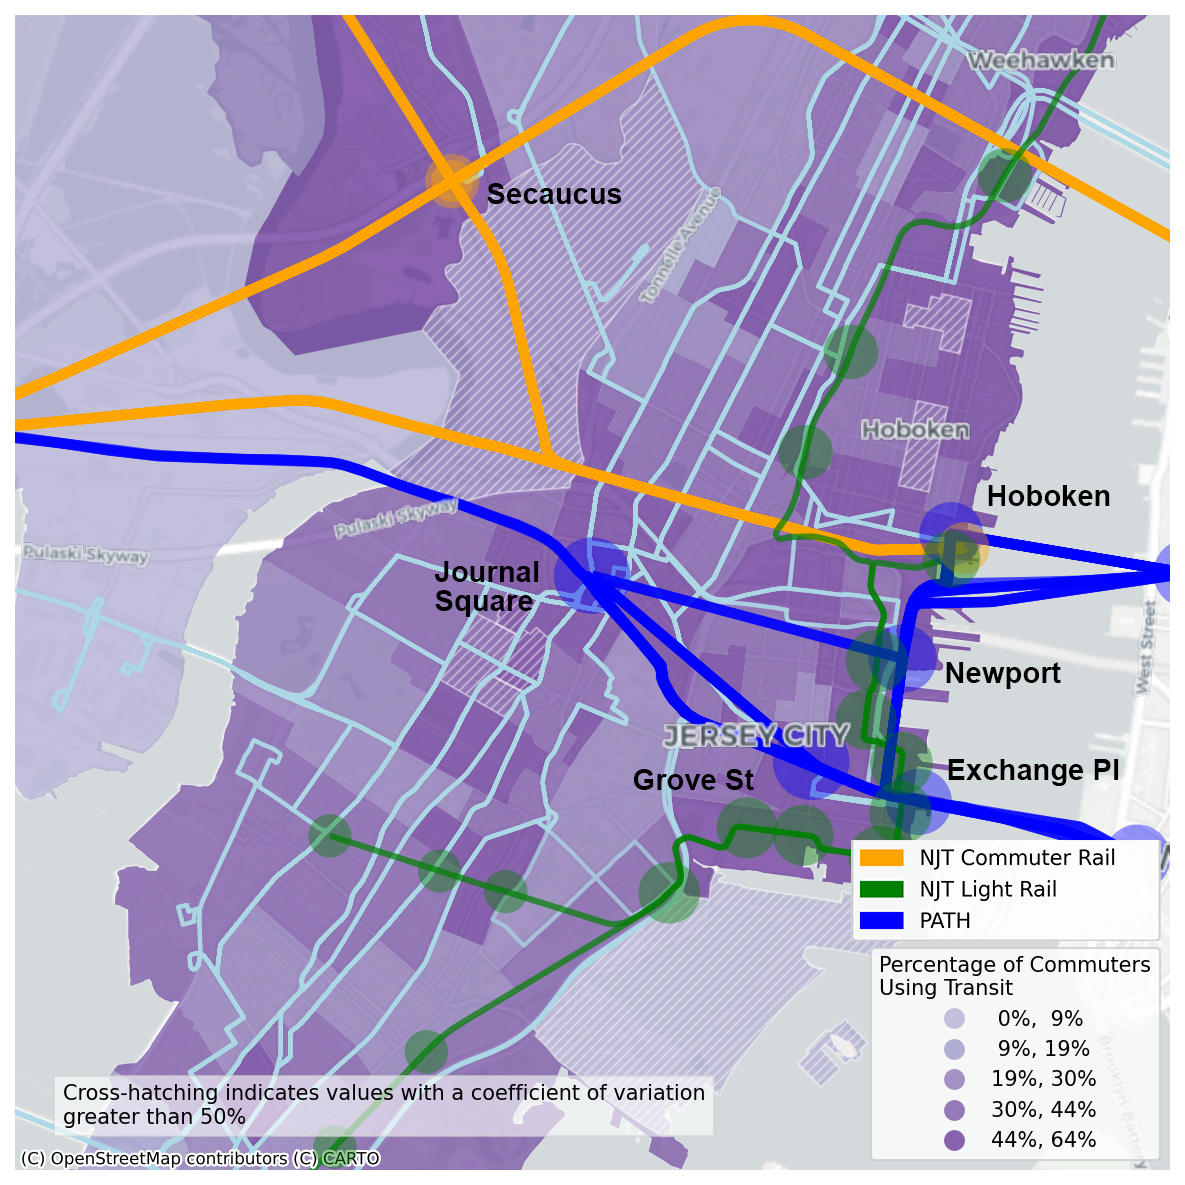 Weehawken
Secaucus
Tonnelle Avenue
Hoboken
Hoboken
Pulaski Skyway
Pulaski Skyway
Journal
Square
West Street
Newport
JERSEY CITY
Grove St
Exchange Pl
NJT Commuter Rail
NJT Light Rail
PATH
Percentage of Commuters
Using Transit
0%, 9%
9%, 19%
19%, 30%
30%, 44%
44%, 64%
Brooklyn-Battery
Cross-hatching indicates values with a coefficient of variation
greater than 50%
(C) OpenStreetMap contributors (C) CARTO